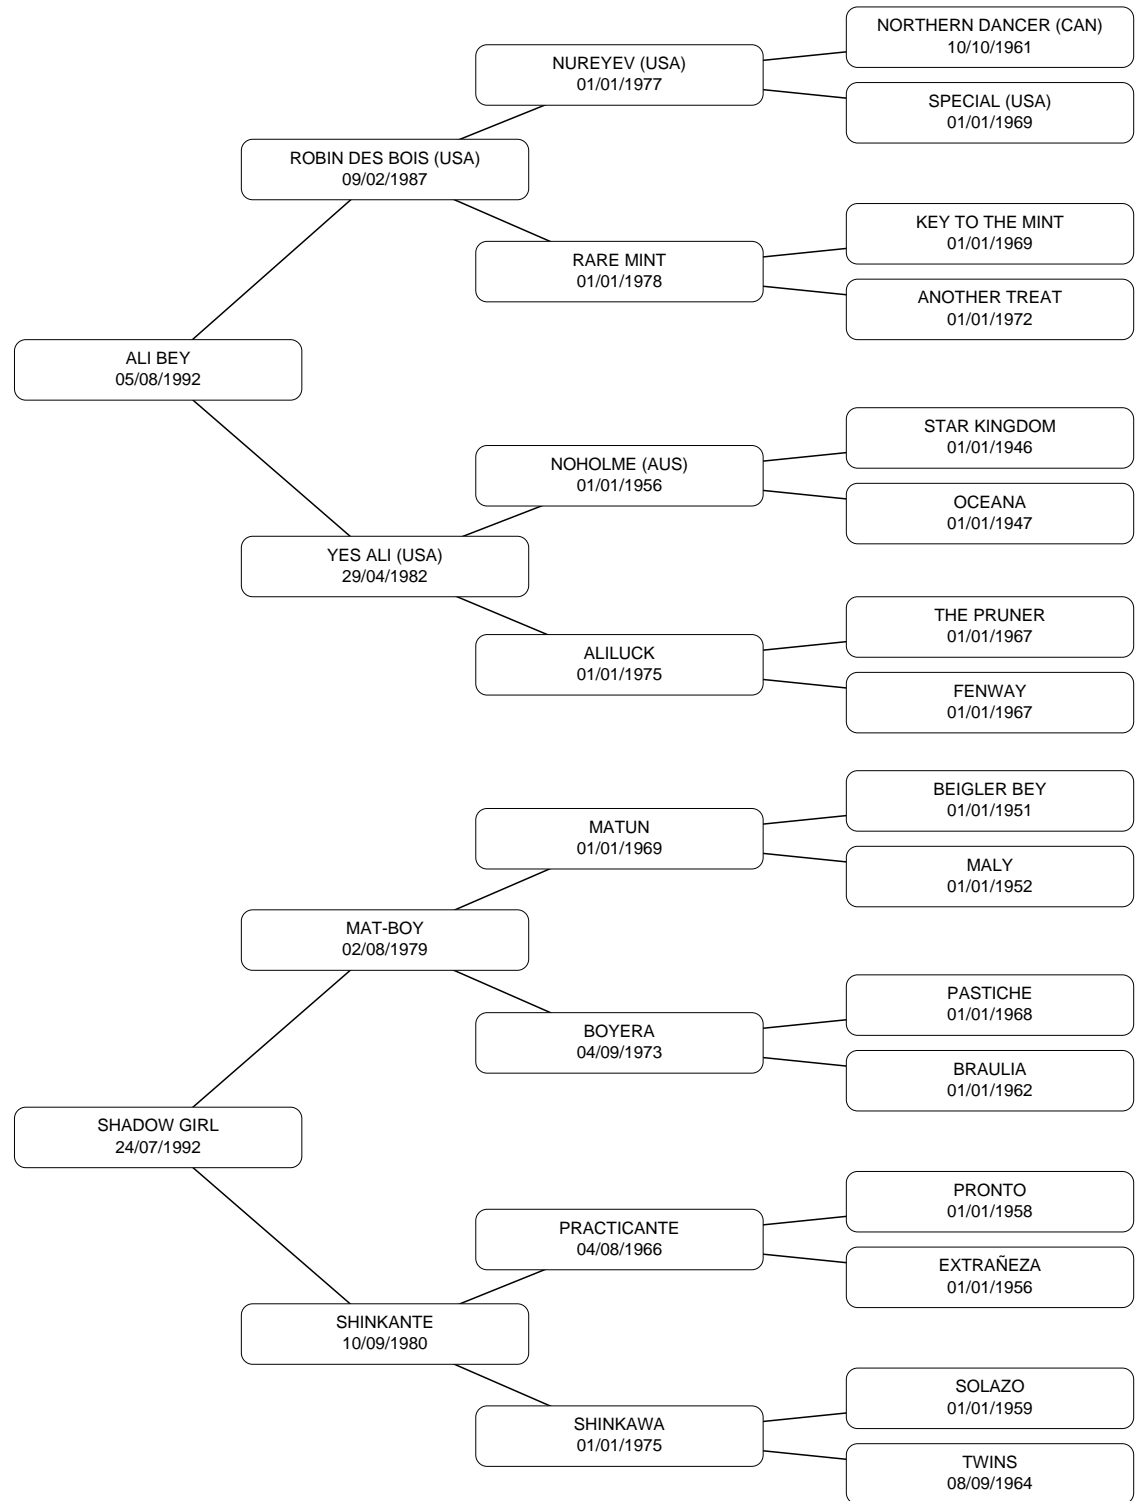 NORTHERN DANCER (CAN)
10/10/1961
NUREYEV (USA)
01/01/1977
SPECIAL (USA)
01/01/1969
ROBIN DES BOIS (USA)
09/02/1987
KEY TO THE MINT
01/01/1969
RARE MINT
01/01/1978
ANOTHER TREAT
01/01/1972
ALI BEY
05/08/1992
STAR KINGDOM
01/01/1946
NOHOLME (AUS)
01/01/1956
OCEANA
01/01/1947
YES ALI (USA)
29/04/1982
THE PRUNER
01/01/1967
ALILUCK
01/01/1975
FENWAY
01/01/1967
BEIGLER BEY
01/01/1951
MATUN
01/01/1969
MALY
01/01/1952
MAT-BOY
02/08/1979
PASTICHE
01/01/1968
BOYERA
04/09/1973
BRAULIA
01/01/1962
SHADOW GIRL
24/07/1992
PRONTO
01/01/1958
PRACTICANTE
04/08/1966
EXTRAÑEZA
01/01/1956
SHINKANTE
10/09/1980
SOLAZO
01/01/1959
SHINKAWA
01/01/1975
TWINS
08/09/1964